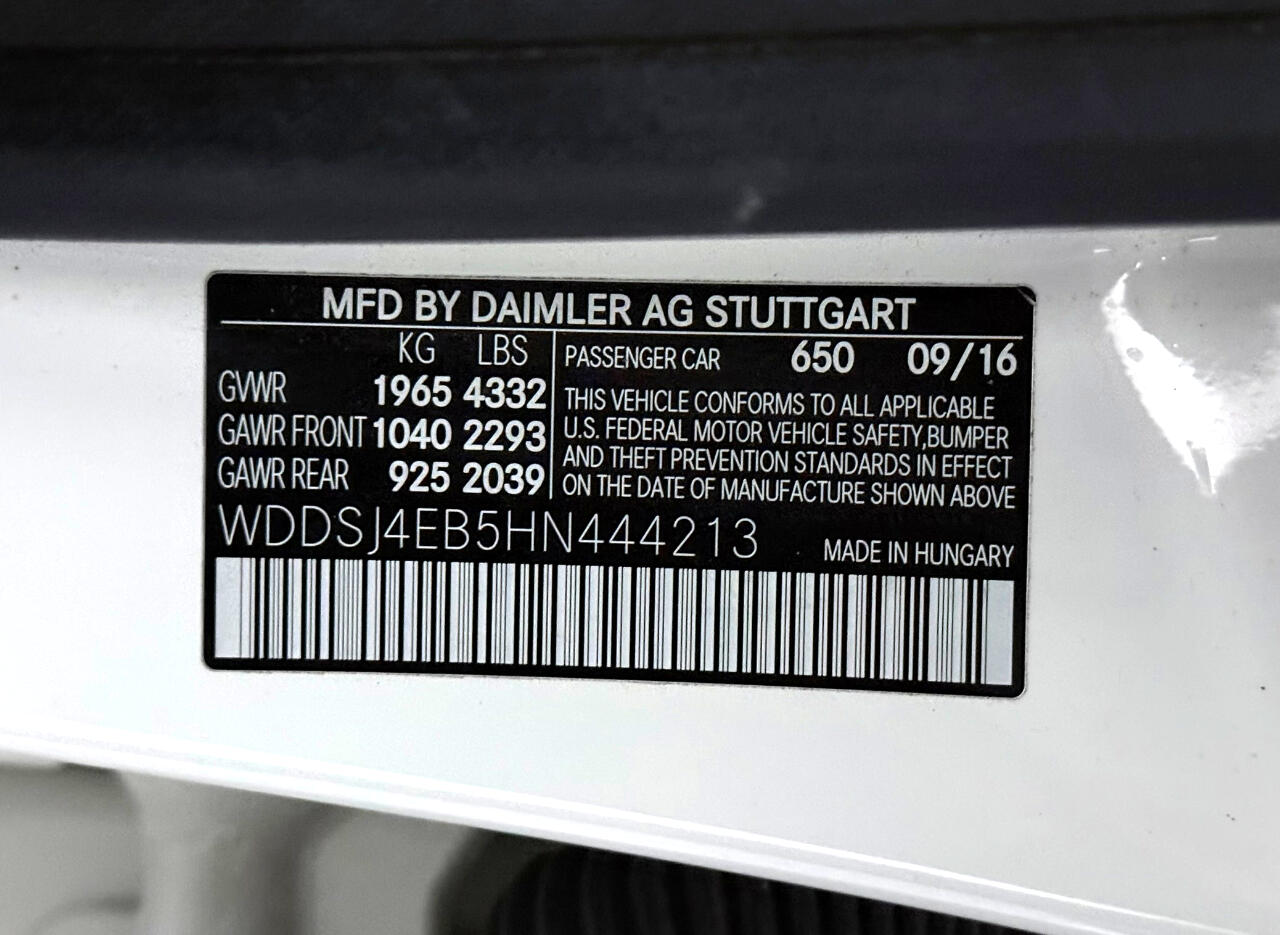 MFD BY DAIMLER AG STUTTGART
KG LBS
GVWR 1965 4332
GAWR FRONT 1040 2293
GAWR REAR 925 2039
PASSENGER CAR 650 09/16
THIS VEHICLE CONFORMS TO ALL APPLICABLE
U.S. FEDERAL MOTOR VEHICLE SAFETY,BUMPER
AND THEFT PREVENTION STANDARDS IN EFFECT
ON THE DATE OF MANUFACTURE SHOWN ABOVE
WDDSJ4EB5HN444213
MADE IN HUNGARY